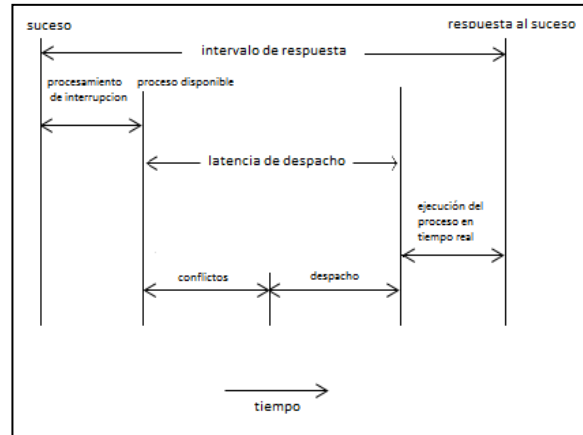 suceso
respuesta al suceso
intervalo de respuesta
procesamiento
de interrupcion
proceso disponible
latencia de despacho
ejecución del
proceso en
tiempo real
conflictos
despacho
tiempo